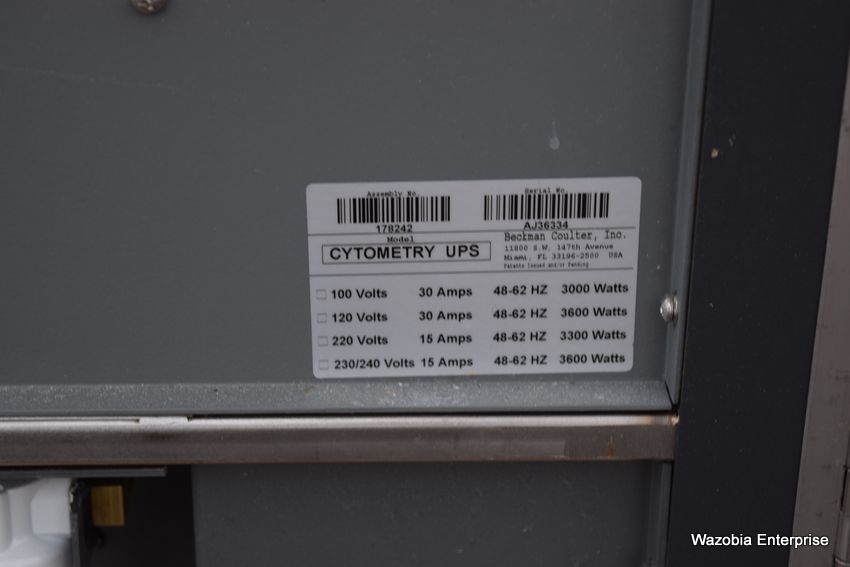 Assembly No.
178242
Serial No.
AJ36334
Model
CYTOMETRY UPS
Beckman Coulter, Inc.
11800 S.W. 147th Avenue
Miami, FL 33196-2500 USA
Patents Issued and/or Pending
100 Volts 30 Amps 48-62 HZ 3000 Watts
120 Volts 30 Amps 48-62 HZ 3600 Watts
220 Volts 15 Amps 48-62 HZ 3300 Watts
230/240 Volts 15 Amps 48-62 HZ 3600 Watts
Wazobia Enterprise